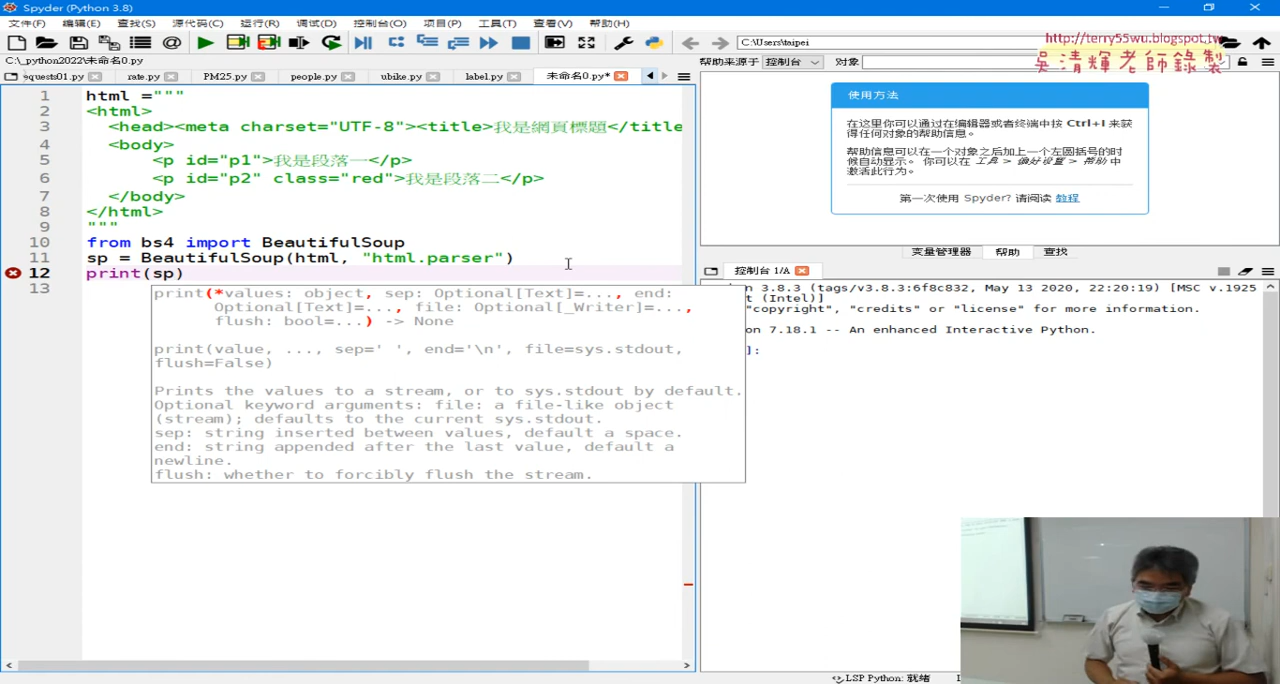 Spyder (Python 3.8)
文件(F) 编辑(E) 查找(S) 源代码(C) 运行(R) 调试(D) 控制台(O) 项目(P) 工具(T) 查看(V) 帮助(H)
C:\Users\taipei
http://terry55wu.blogspot.tw
吳清輝老師錄製
C:\_python2022\未命名0.py
帮助来源于 控制台 对象
quests01.py rate.py PM25.py people.py ubike.py label.py 未命名0.py*
1 html ="""
2 <html>
3 <head><meta charset="UTF-8"><title>我是網頁標題</title
4 <body>
5 <p id="p1">我是段落一</p>
6 <p id="p2" class="red">我是段落二</p>
7 </body>
8 </html>
9 """
10 from bs4 import BeautifulSoup
11 sp = BeautifulSoup(html, "html.parser")
12 print(sp)
13
print(*values: object, sep: Optional[Text]=..., end:
Optional[Text]=..., file: Optional[_Writer]=...,
flush: bool=...) -> None
print(value, ..., sep=' ', end='\n', file=sys.stdout,
flush=False)
Prints the values to a stream, or to sys.stdout by default.
Optional keyword arguments: file: a file-like object
(stream); defaults to the current sys.stdout.
sep: string inserted between values, default a space.
end: string appended after the last value, default a
newline.
flush: whether to forcibly flush the stream.
使用方法
在这里你可以通过在编辑器或者终端中按 Ctrl+I 来获
得任何对象的帮助信息。
帮助信息可以在一个对象之后加上一个左圆括号的时
候自动显示。 你可以在 工具 > 偏好设置 > 帮助 中
激活此行为。
第一次使用 Spyder? 请阅读 教程
变量管理器 帮助 查找
控制台 1/A
on 3.8.3 (tags/v3.8.3:6f8c832, May 13 2020, 22:20:19) [MSC v.1925
t (Intel)]
"copyright", "credits" or "license" for more information.
on 7.18.1 -- An enhanced Interactive Python.
]:
LSP Python: 就绪